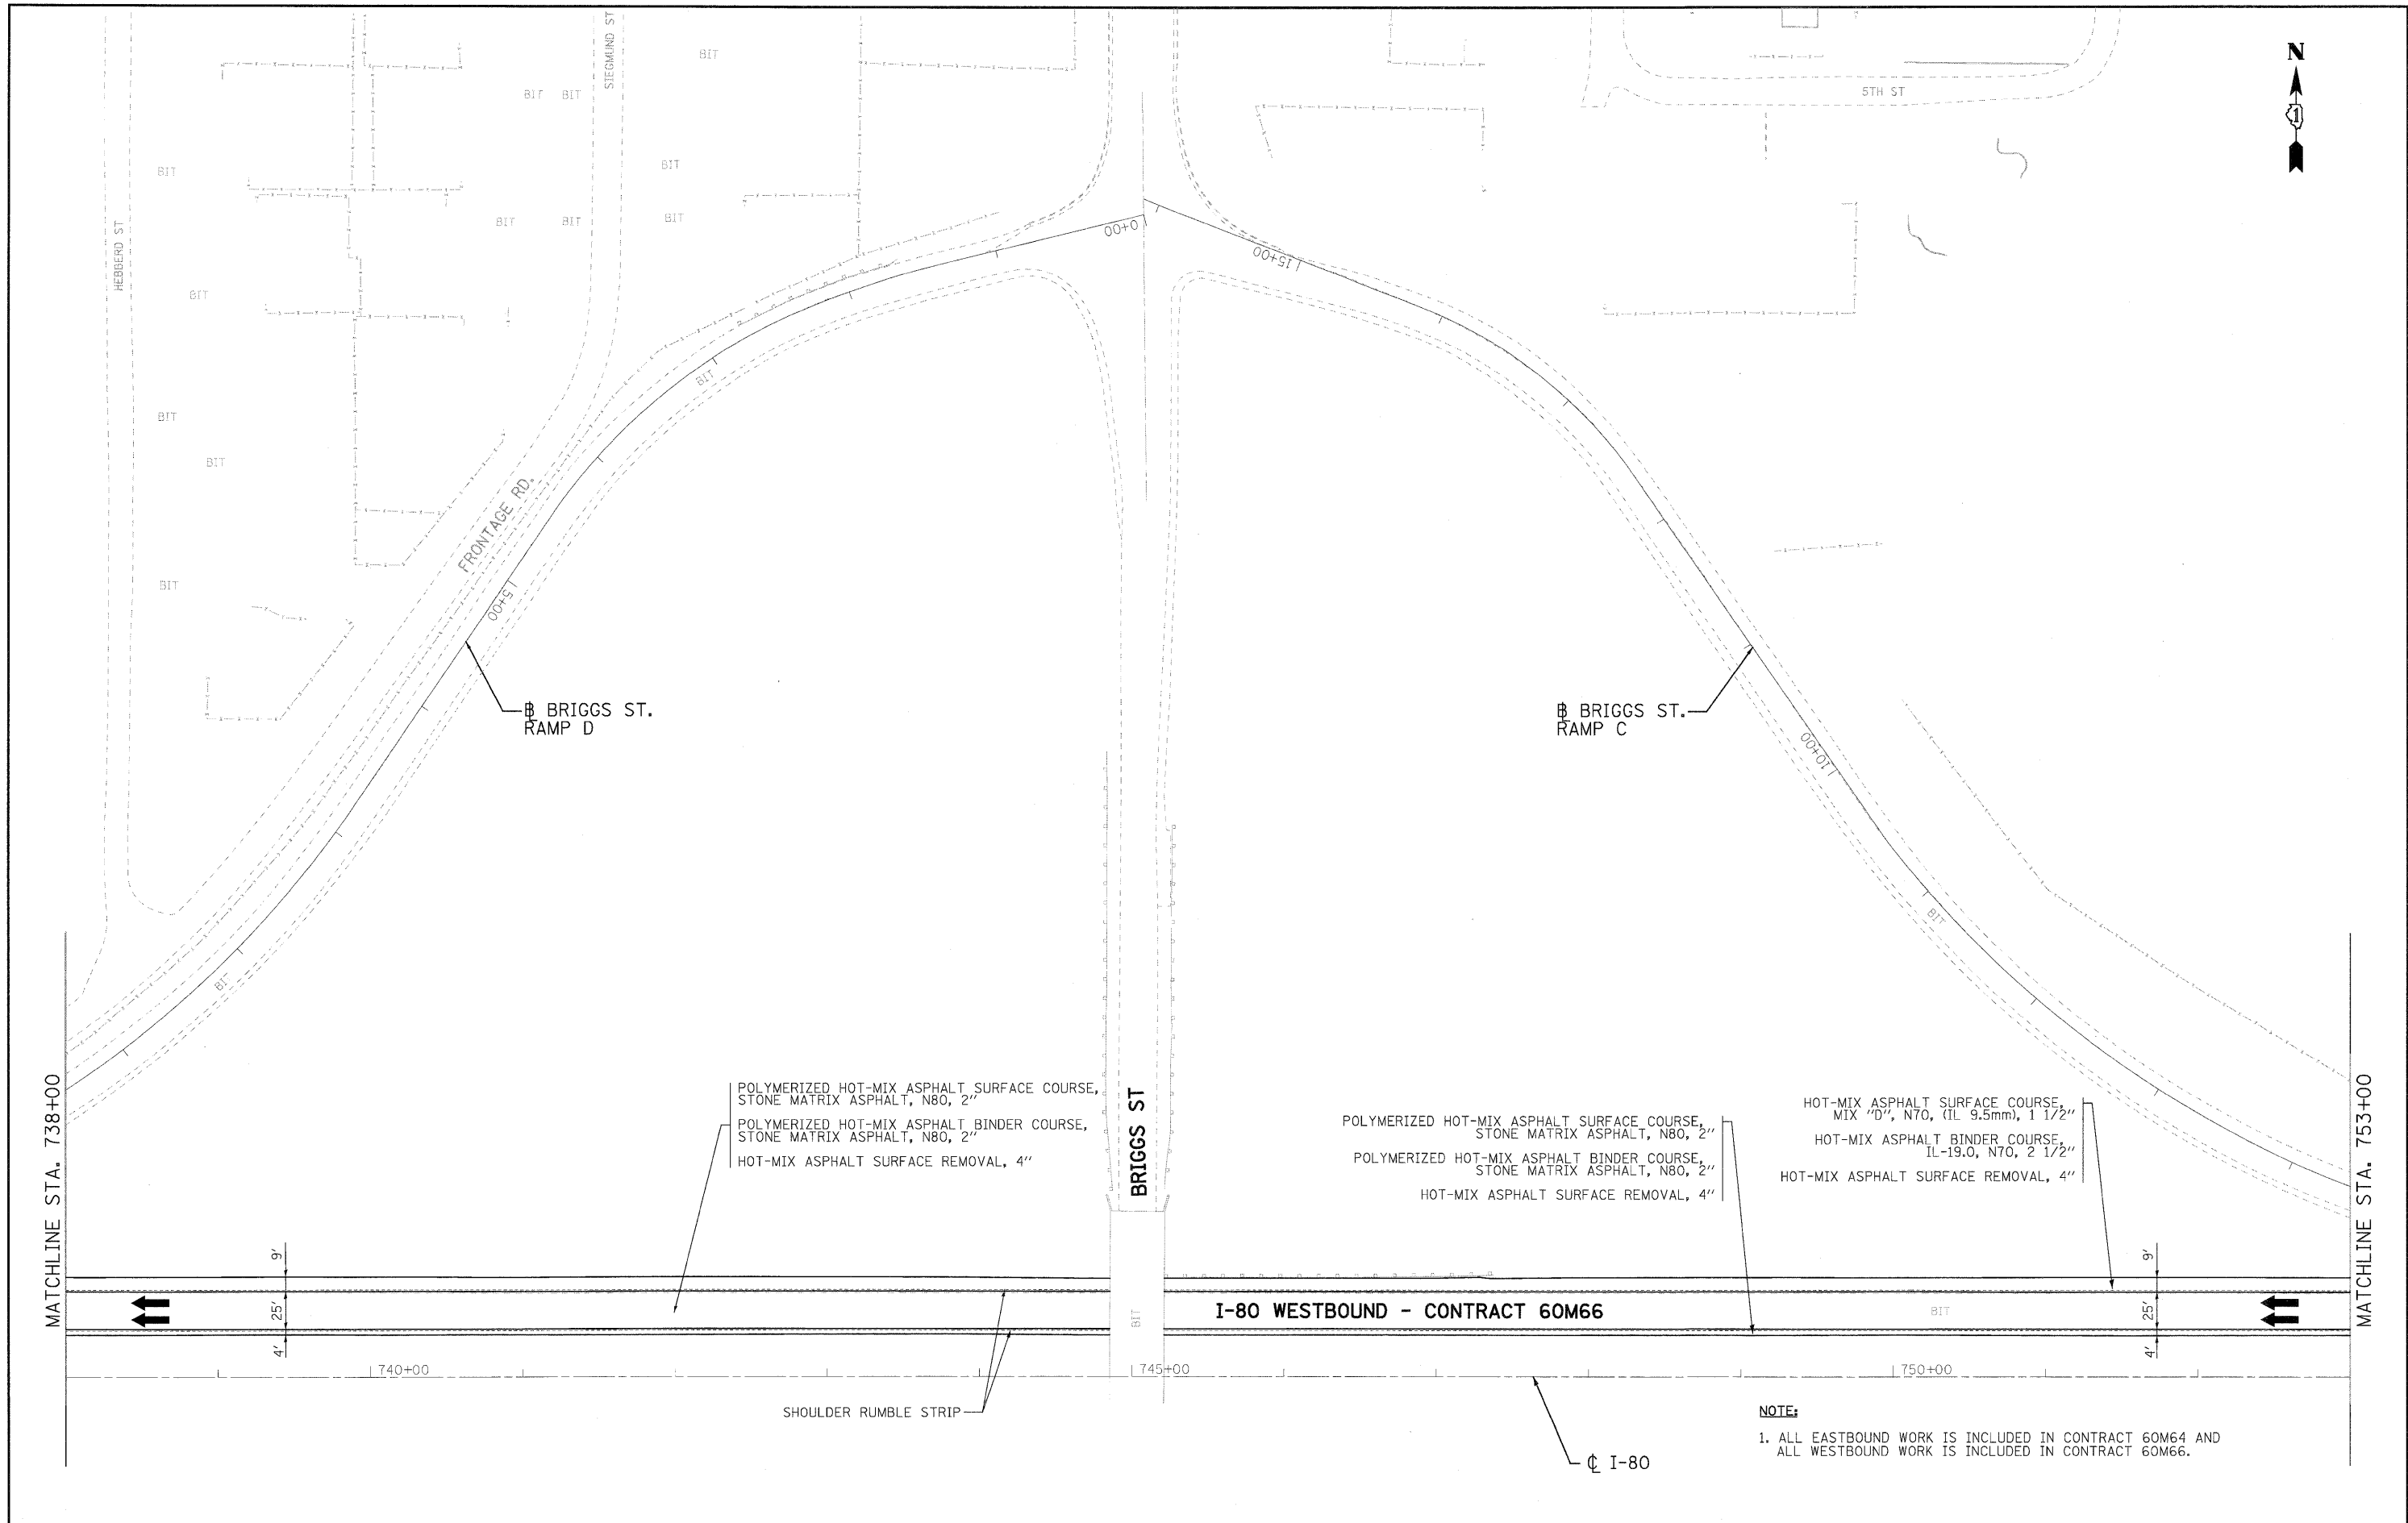 SIEGMUND ST
BIT
N
BIT BIT
5TH ST
1
BIT
BIT
HEBBERD ST
BIT
BIT
BIT
0+00
15+00
BIT
BIT
BIT
BIT
FRONTAGE RD.
BIT
5+00
B BRIGGS ST.
RAMP D
B BRIGGS ST.
RAMP C
10+00
BIT
BIT
MATCHLINE STA. 738+00
POLYMERIZED HOT-MIX ASPHALT SURFACE COURSE,
STONE MATRIX ASPHALT, N80, 2"
POLYMERIZED HOT-MIX ASPHALT BINDER COURSE,
STONE MATRIX ASPHALT, N80, 2"
HOT-MIX ASPHALT SURFACE REMOVAL, 4"
BRIGGS ST
POLYMERIZED HOT-MIX ASPHALT SURFACE COURSE,
STONE MATRIX ASPHALT, N80, 2"
POLYMERIZED HOT-MIX ASPHALT BINDER COURSE,
STONE MATRIX ASPHALT, N80, 2"
HOT-MIX ASPHALT SURFACE REMOVAL, 4"
HOT-MIX ASPHALT SURFACE COURSE,
MIX "D", N70, (IL 9.5mm), 1 1/2"
HOT-MIX ASPHALT BINDER COURSE,
IL-19.0, N70, 2 1/2"
HOT-MIX ASPHALT SURFACE REMOVAL, 4"
MATCHLINE STA. 753+00
9'
25'
4'
BIT
I-80 WESTBOUND - CONTRACT 60M66
BIT
9'
25'
4'
740+00
745+00
750+00
SHOULDER RUMBLE STRIP
℄ I-80
NOTE:
1. ALL EASTBOUND WORK IS INCLUDED IN CONTRACT 60M64 AND
ALL WESTBOUND WORK IS INCLUDED IN CONTRACT 60M66.